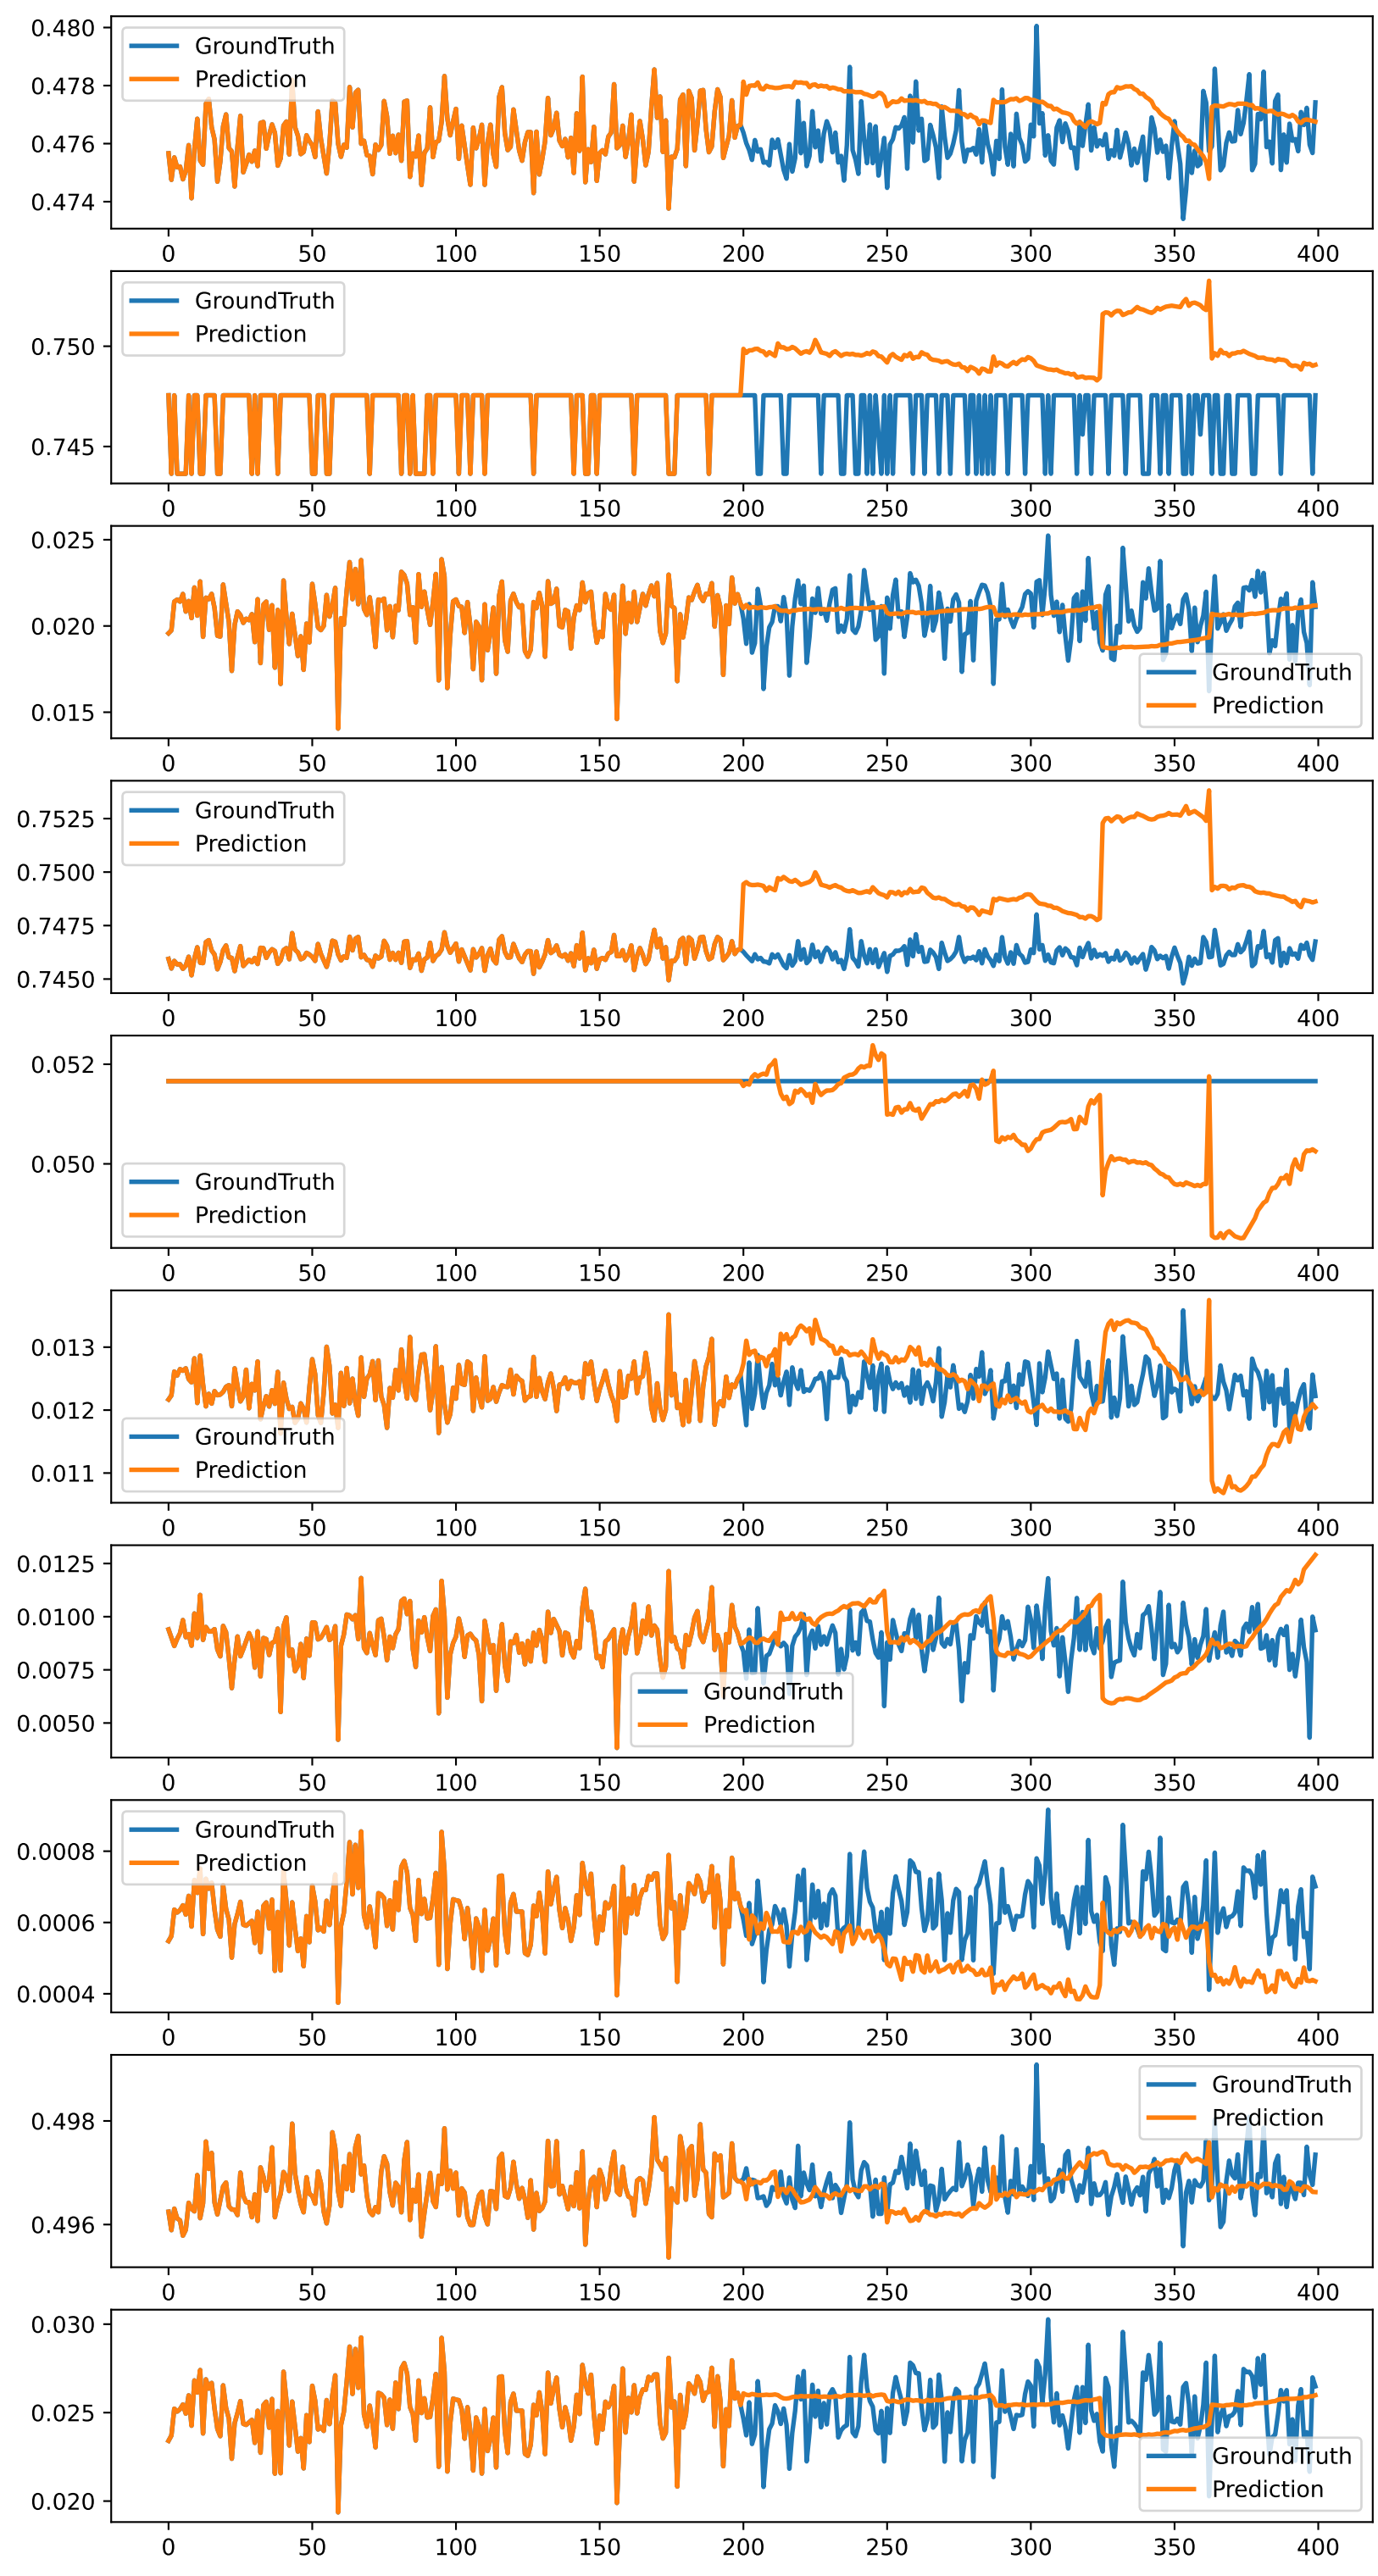 0.480
0.478
0.476
0.474
GroundTruth
Prediction
0 50 100 150 200 250 300 350 400
0.750
0.745
GroundTruth
Prediction
0 50 100 150 200 250 300 350 400
0.025
0.020
0.015
GroundTruth
Prediction
0 50 100 150 200 250 300 350 400
0.7525
0.7500
0.7475
0.7450
GroundTruth
Prediction
0 50 100 150 200 250 300 350 400
0.052
0.050
GroundTruth
Prediction
0 50 100 150 200 250 300 350 400
0.013
0.012
0.011
GroundTruth
Prediction
0 50 100 150 200 250 300 350 400
0.0125
0.0100
0.0075
0.0050
GroundTruth
Prediction
0 50 100 150 200 250 300 350 400
0.0008
0.0006
0.0004
GroundTruth
Prediction
0 50 100 150 200 250 300 350 400
0.498
0.496
GroundTruth
Prediction
0 50 100 150 200 250 300 350 400
0.030
0.025
0.020
GroundTruth
Prediction
0 50 100 150 200 250 300 350 400